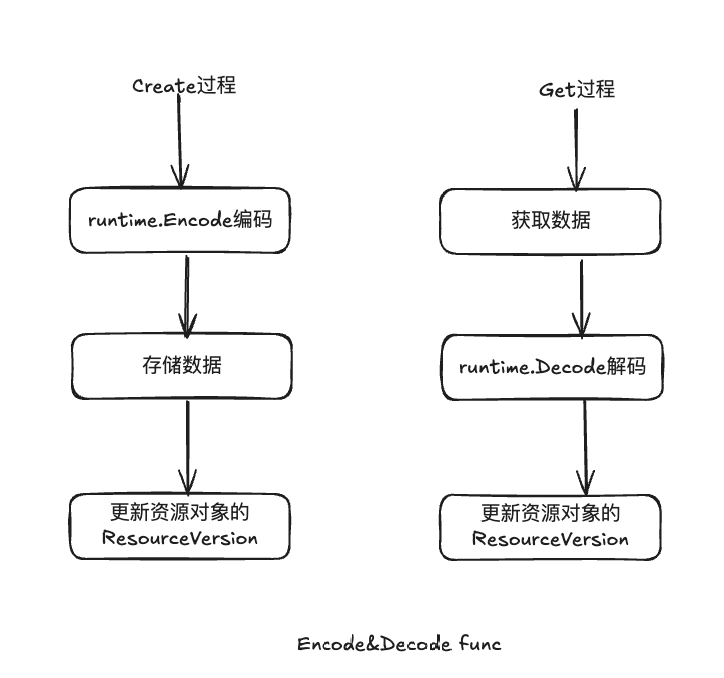 Create过程
runtime.Encode编码
存储数据
更新资源对象的
ResourceVersion
Get过程
获取数据
runtime.Decode解码
更新资源对象的
ResourceVersion
Encode&Decode func